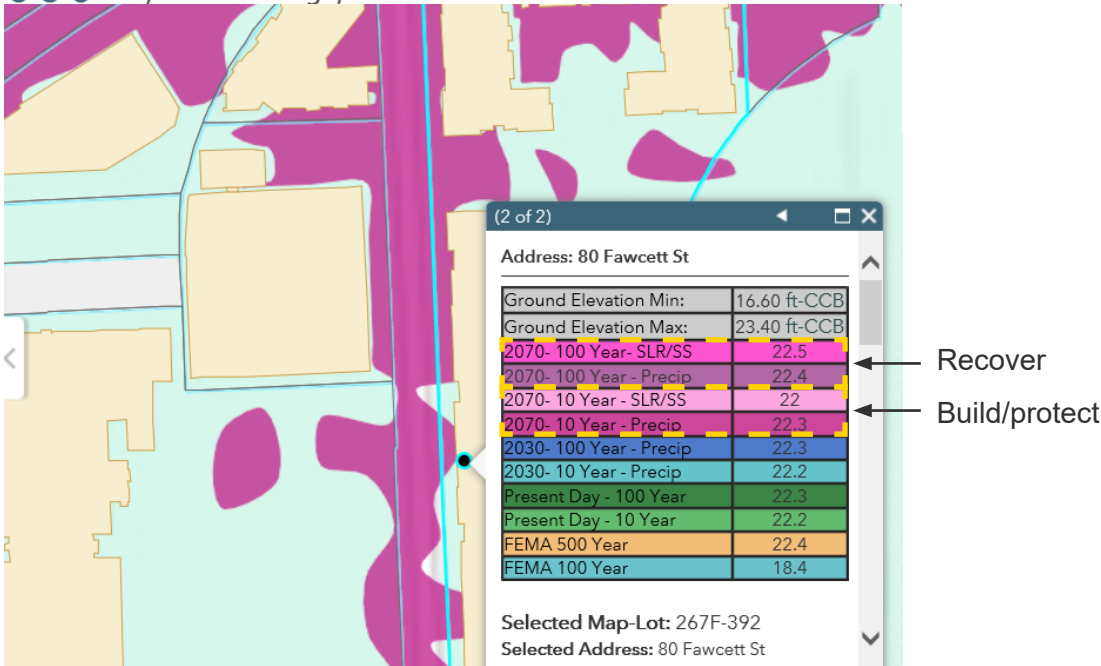 (2 of 2)
Address: 80 Fawcett St
Ground Elevation Min: 16.60 ft-CCB
Ground Elevation Max: 23.40 ft-CCB
2070- 100 Year- SLR/SS 22.5
2070- 100 Year - Precip 22.4
2070- 10 Year - SLR/SS 22
2070- 10 Year - Precip 22.3
2030- 100 Year - Precip 22.3
2030- 10 Year - Precip 22.2
Present Day - 100 Year 22.3
Present Day - 10 Year 22.2
FEMA 500 Year 22.4
FEMA 100 Year 18.4
Selected Map-Lot: 267F-392
Selected Address: 80 Fawcett St
Recover
Build/protect